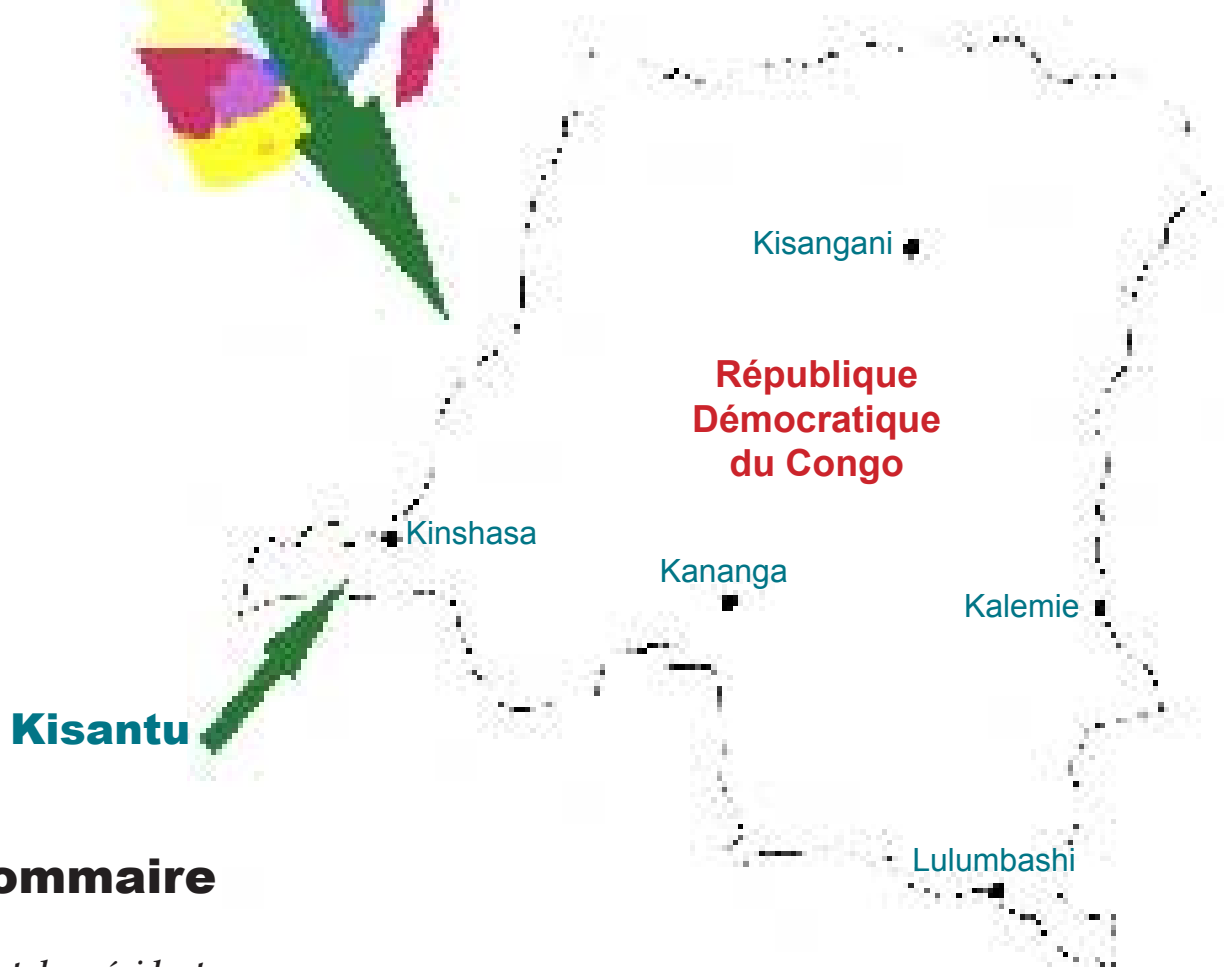 Kisangani
République
Démocratique
du Congo
Kinshasa
Kananga
Kalemie
Kisantu
Lulumbashi
ommaire